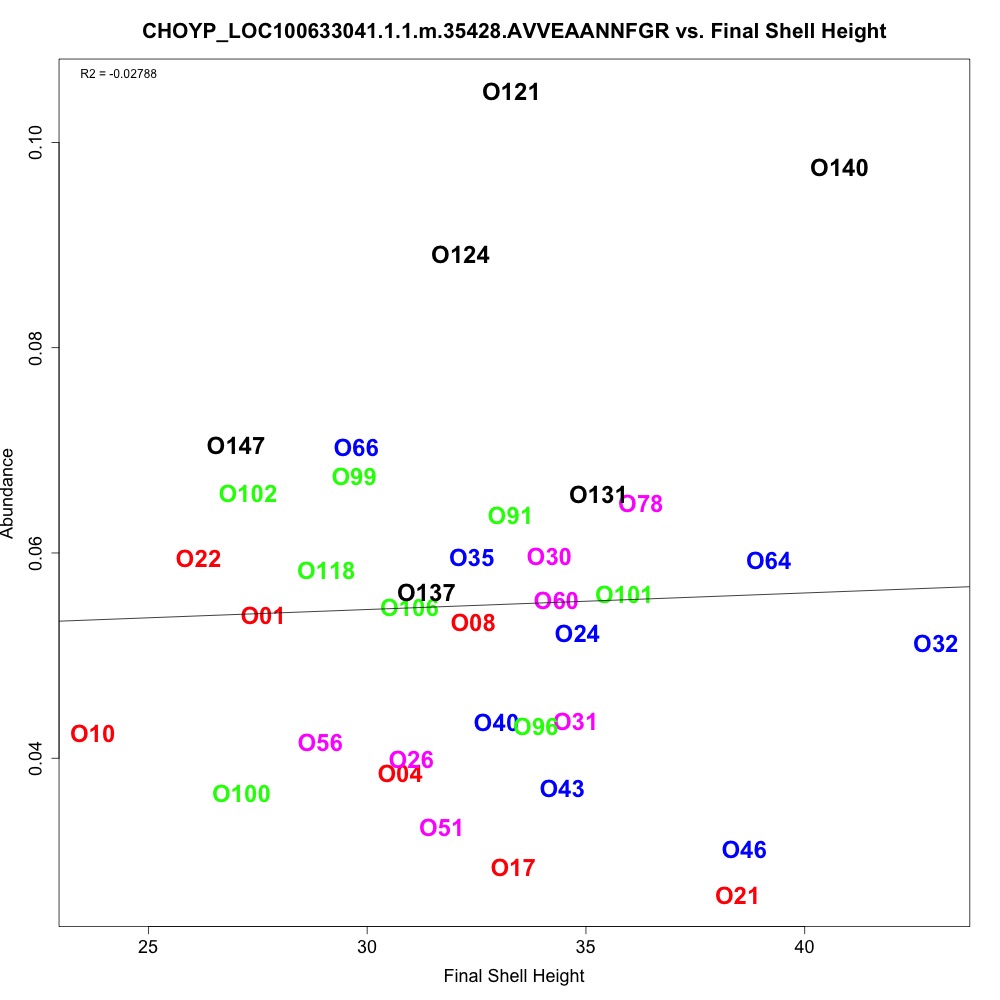 CHOYP_LOC100633041.1.1.m.35428.AVVEAANNFGR vs. Final Shell Height
R2 = -0.02788
O121
0.10
O140
O124
0.08
O147
O66
O99
O102
O131
O78
O91
Abundance
0.06
O22
O35
O30
O64
O118
O137
O106
O60
O101
O01
O08
O24
O32
O10
O40
O96
O31
O56
O26
0.04
O04
O100
O43
O51
O46
O17
O21
25 30 35 40
Final Shell Height